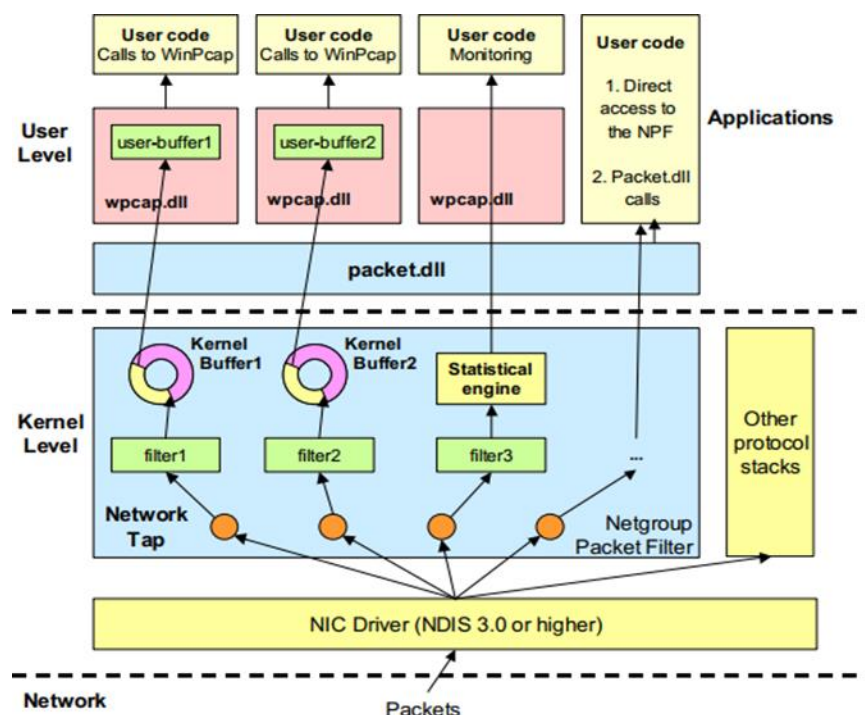 User code
Calls to WinPcap
User code
Calls to WinPcap
User code
Monitoring
User code
1. Direct
access to
the NPF
2. Packet.dll
calls
User
Level
Applications
user-buffer1
user-buffer2
wpcap.dll
wpcap.dll
wpcap.dll
packet.dll
Kernel
Buffer1
Kernel
Buffer2
Statistical
engine
Kernel
Level
filter1
filter2
filter3
...
Other
protocol
stacks
Network
Tap
Netgroup
Packet Filter
NIC Driver (NDIS 3.0 or higher)
Network
Packets